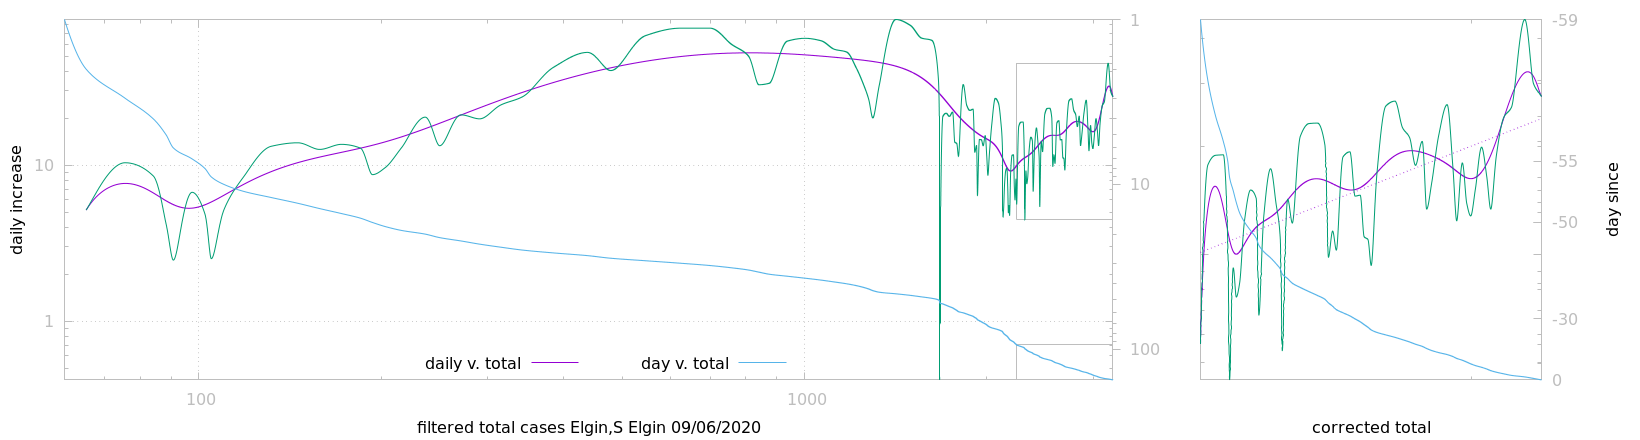 1
-59
daily increase
10
-55
10
-50
day since
1
-30
daily v. total
day v. total
100
0
100
1000
filtered total cases Elgin,S Elgin 09/06/2020
corrected total